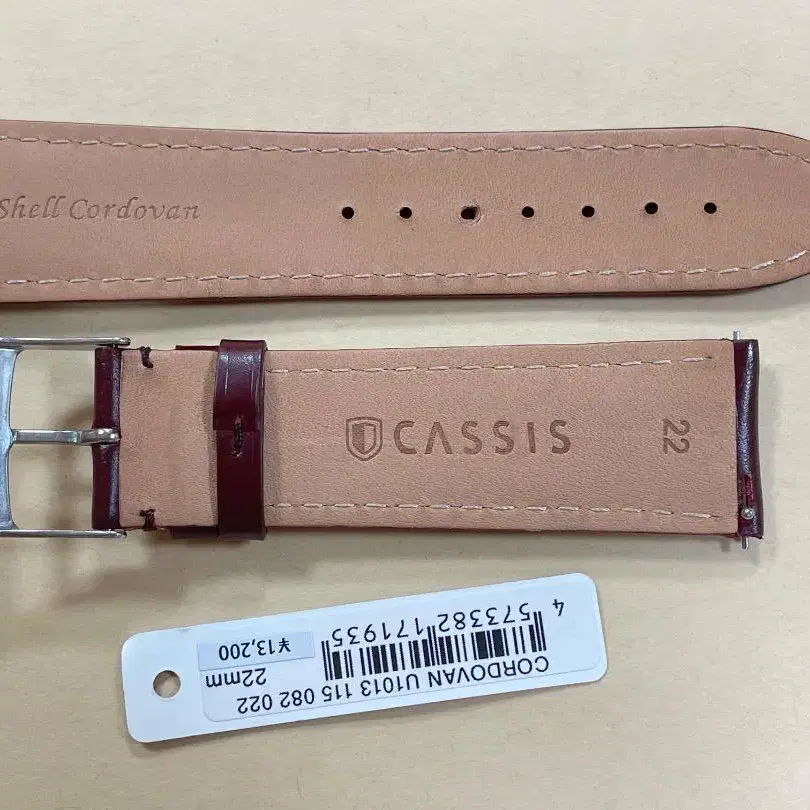 Shell Cordovan
CASSIS
22
CORDOVAN U1013 115 082 022
4 573382 171935
22mm
¥13,200